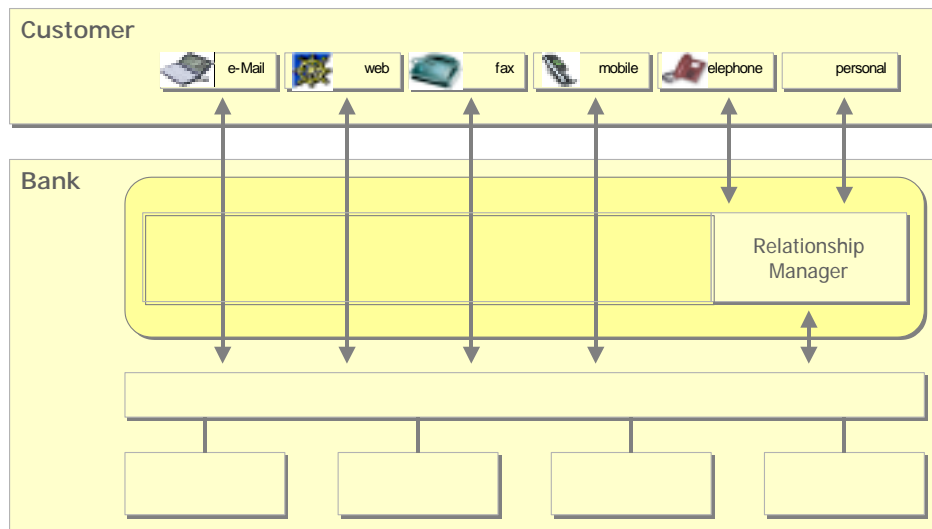 Customer
e-Mail
web
fax
mobile
elephone
personal
Bank
Relationship
Manager